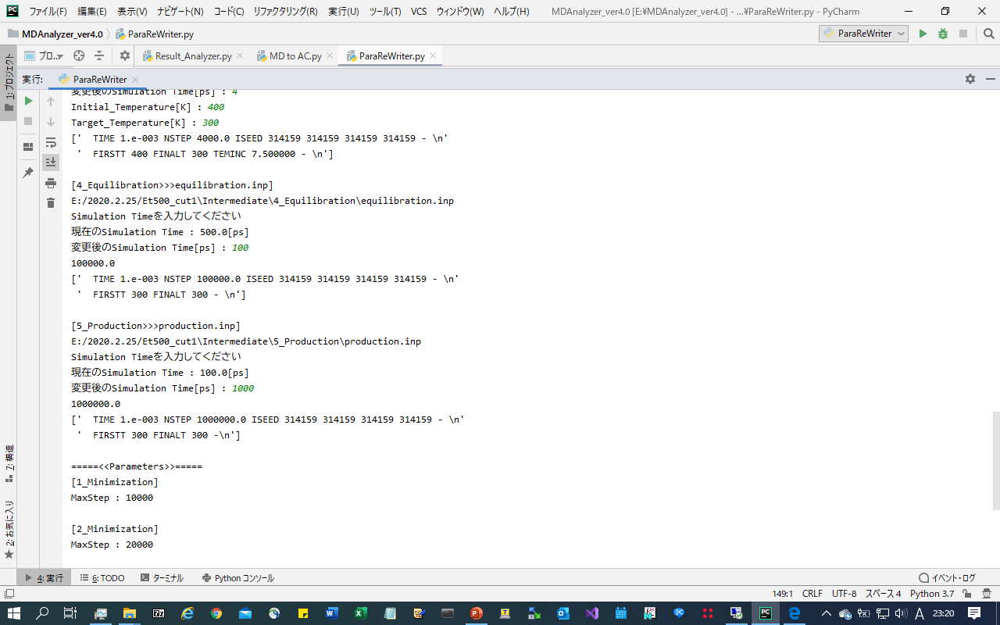 ファイル(F) 編集(E) 表示(V) ナビゲート(N) コード(C) リファクタリング(R) 実行(U) ツール(T) VCS ウィンドウ(W) ヘルプ(H) MDAnalyzer_ver4.0 [E:¥MDAnalyzer_ver4.0] - ...¥ParaReWriter.py - PyCharm
MDAnalyzer_ver4.0 ParaReWriter.py ParaReWriter
プロ.. Result_Analyzer.py MD to AC.py ParaReWriter.py
1: プロジェクト
実行: ParaReWriter
変更後のSimulation Time[ps] : 4
Initial_Temperature[K] : 400
Target_Temperature[K] : 300
['  TIME 1.e-003 NSTEP 4000.0 ISEED 314159 314159 314159 314159 - \n'
 '  FIRSTT 400 FINALT 300 TEMINC 7.500000 - \n']
[4_Equilibration>>>equilibration.inp]
E:/2020.2.25/Et500_cut1\Intermediate\4_Equilibration\equilibration.inp
Simulation Timeを入力してください
現在のSimulation Time : 500.0[ps]
変更後のSimulation Time[ps] : 100
100000.0
['  TIME 1.e-003 NSTEP 100000.0 ISEED 314159 314159 314159 314159 - \n'
 '  FIRSTT 300 FINALT 300 - \n']
[5_Production>>>production.inp]
E:/2020.2.25/Et500_cut1\Intermediate\5_Production\production.inp
Simulation Timeを入力してください
現在のSimulation Time : 100.0[ps]
変更後のSimulation Time[ps] : 1000
1000000.0
['  TIME 1.e-003 NSTEP 1000000.0 ISEED 314159 314159 314159 314159 - \n'
 '  FIRSTT 300 FINALT 300 -\n']
=====<<Parameters>>=====
[1_Minimization]
MaxStep : 10000
[2_Minimization]
MaxStep : 20000
7: 構造
2: お気に入り
4: 実行 6: TODO ターミナル Python コンソール イベント・ログ
149:1 CRLF UTF-8 スペース 4 Python 3.7
A 23:20